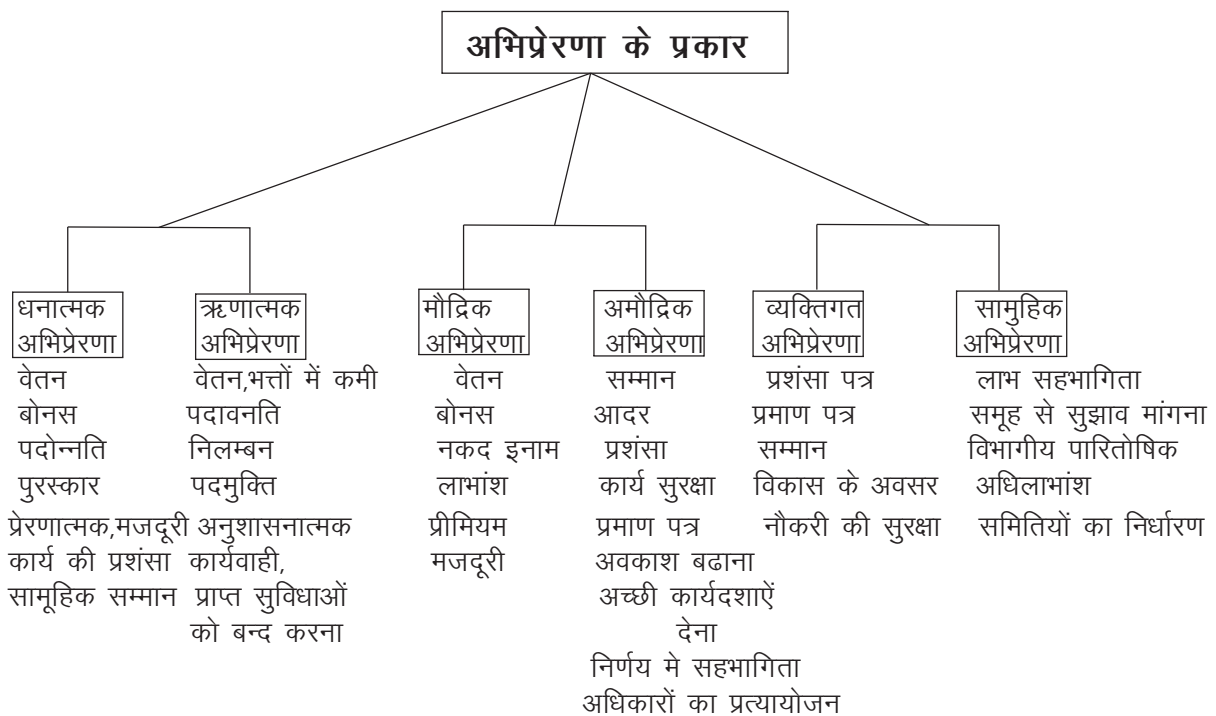 अभिप्रेरणा के प्रकार
धनात्मक
अभिप्रेरणा
वेतन
बोनस
पदोन्नति
पुरस्कार
प्रेरणात्मक,मजदूरी
कार्य की प्रशंसा
सामूहिक सम्मान
ऋणात्मक
अभिप्रेरणा
वेतन,भत्तों में कमी
पदावनति
निलम्बन
पदमुक्ति
अनुशासनात्मक
कार्यवाही,
प्राप्त सुविधाओं
को बन्द करना
मौद्रिक
अभिप्रेरणा
वेतन
बोनस
नकद इनाम
लाभांश
प्रीमियम
मजदूरी
अमौद्रिक
अभिप्रेरणा
सम्मान
आदर
प्रशंसा
कार्य सुरक्षा
प्रमाण पत्र
अवकाश बढाना
अच्छी कार्यदशाऐं
देना
निर्णय मे सहभागिता
अधिकारों का प्रत्यायोजन
व्यक्तिगत
अभिप्रेरणा
प्रशंसा पत्र
प्रमाण पत्र
सम्मान
विकास के अवसर
नौकरी की सुरक्षा
सामुहिक
अभिप्रेरणा
लाभ सहभागिता
समूह से सुझाव मांगना
विभागीय पारितोषिक
अधिलाभांश
समितियों का निर्धारण